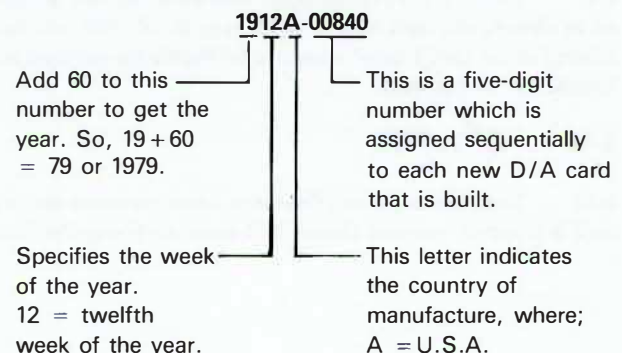 1912A-00840
Add 60 to this
number to get the
year. So, 19 + 60
= 79 or 1979.
This is a five-digit
number which is
assigned sequentially
to each new D/A card
that is built.
Specifies the week
of the year.
12 = twelfth
week of the year.
This letter indicates
the country of
manufacture, where;
A = U.S.A.